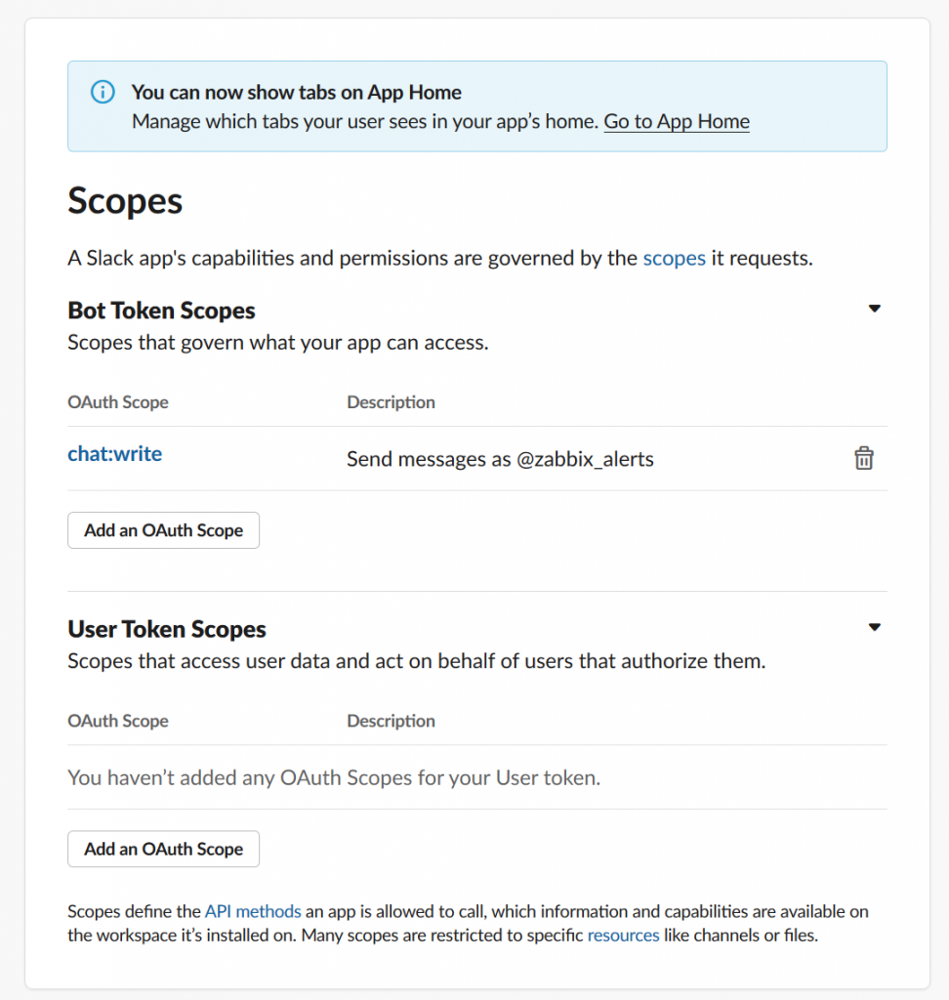 You can now show tabs on App Home
Manage which tabs your user sees in your app’s home. Go to App Home
Scopes
A Slack app's capabilities and permissions are governed by the scopes it requests.
Bot Token Scopes
Scopes that govern what your app can access.
OAuth Scope Description
chat:write Send messages as @zabbix_alerts
Add an OAuth Scope
User Token Scopes
Scopes that access user data and act on behalf of users that authorize them.
OAuth Scope Description
You haven’t added any OAuth Scopes for your User token.
Add an OAuth Scope
Scopes define the API methods an app is allowed to call, which information and capabilities are available on
the workspace it’s installed on. Many scopes are restricted to specific resources like channels or files.